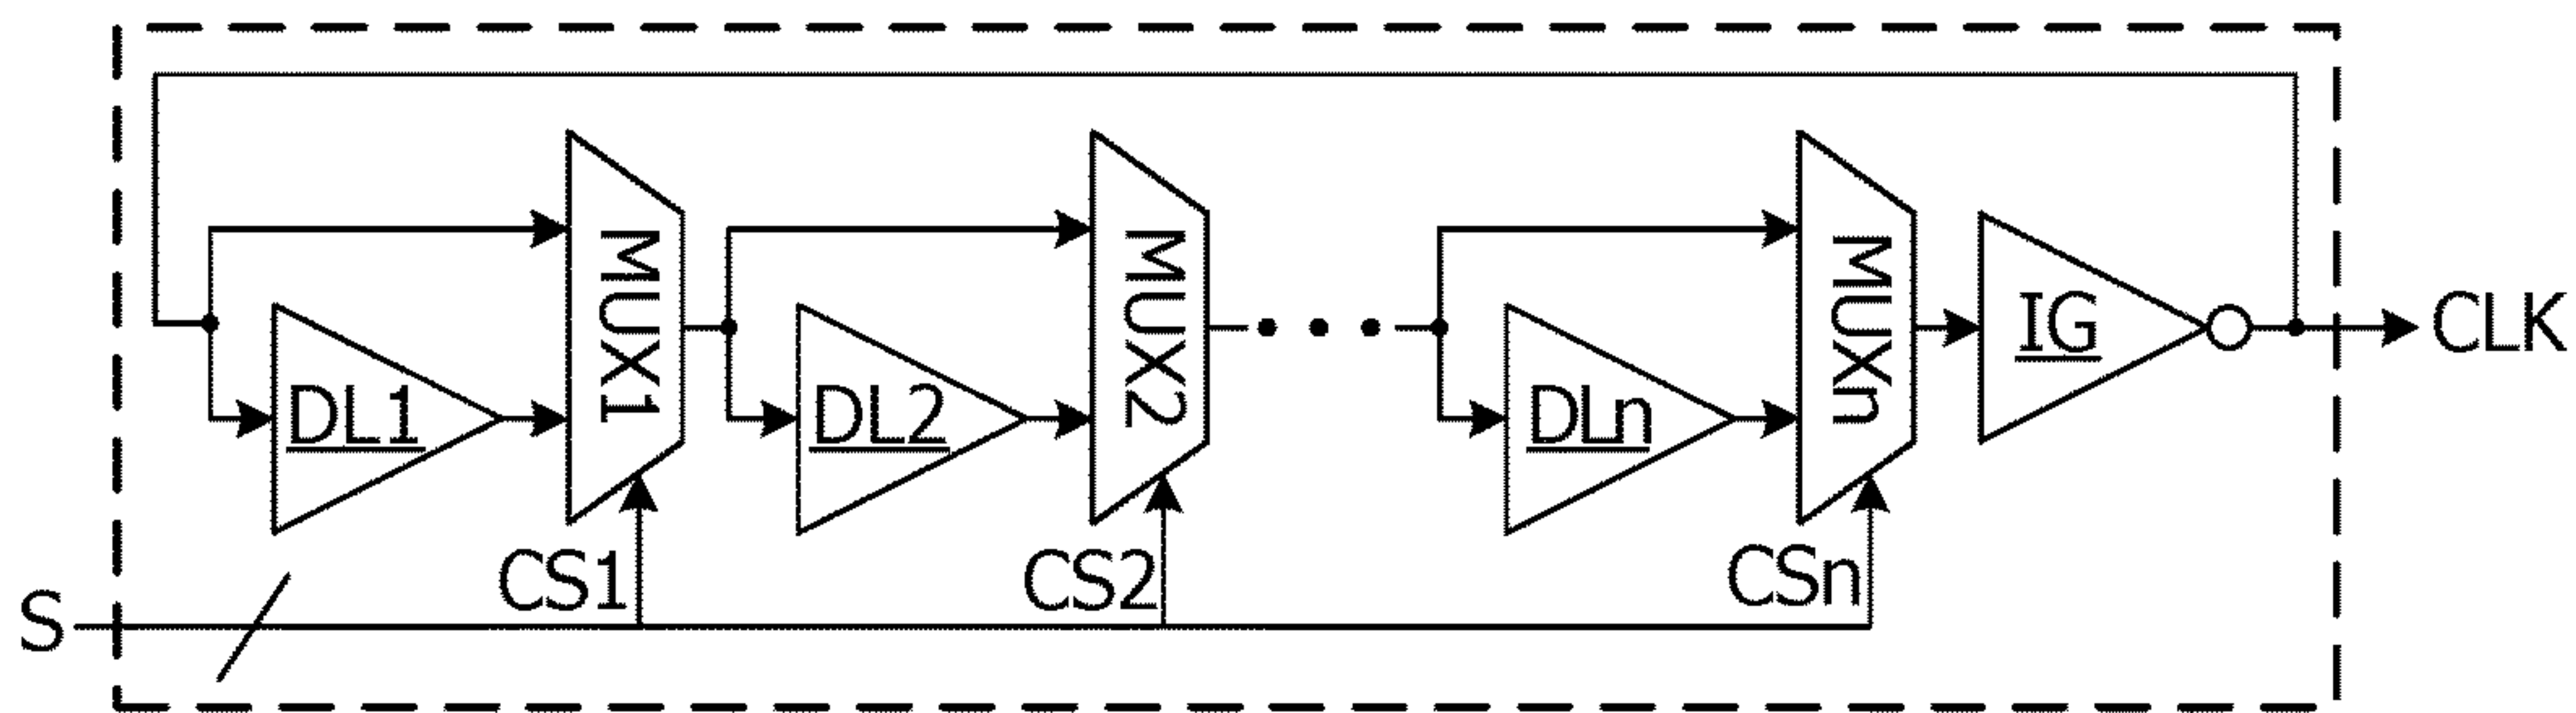 MUX1
MUX2
MUXn
DL1
DL2
DLn
IG
CLK
CS1
CS2
CSn
S